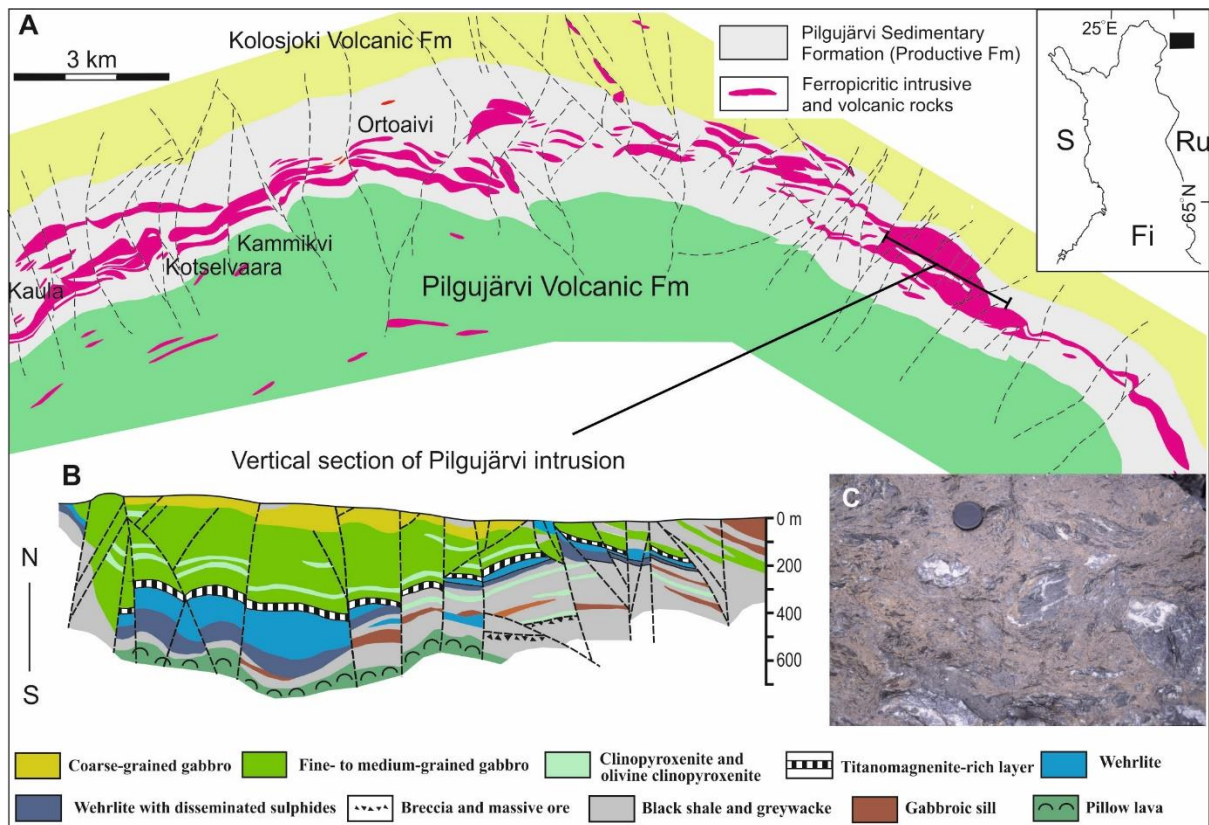 A
Kolosjoki Volcanic Fm
3 km
Pilgujärvi Sedimentary
Formation (Productive Fm)
Ferropicritic intrusive
and volcanic rocks
25°E
S
Ru
65°N
Fi
Ortoaivi
Kammikvi
Kotselvaara
Kaula
Pilgujärvi Volcanic Fm
Vertical section of Pilgujärvi intrusion
B
N
S
0 m
200
400
600
C
Coarse-grained gabbro
Fine- to medium-grained gabbro
Clinopyroxenite and
olivine clinopyroxenite
Titanomagnenite-rich layer
Wehrlite
Wehrlite with disseminated sulphides
Breccia and massive ore
Black shale and greywacke
Gabbroic sill
Pillow lava